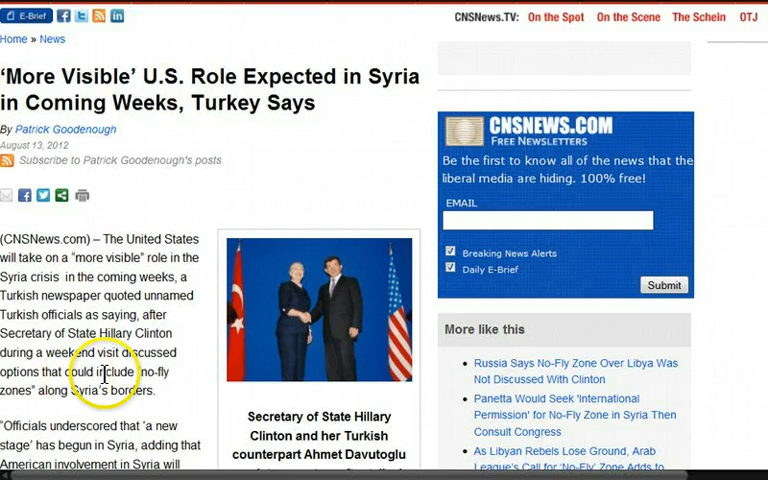 E-Brief
CNSNews.TV: On the Spot On the Scene The Schein OTJ
Home » News
‘More Visible’ U.S. Role Expected in Syria
in Coming Weeks, Turkey Says
By Patrick Goodenough
August 13, 2012
Subscribe to Patrick Goodenough's posts
(CNSNews.com) – The United States
will take on a “more visible” role in the
Syria crisis in the coming weeks, a
Turkish newspaper quoted unnamed
Turkish officials as saying, after
Secretary of State Hillary Clinton
during a weekend visit discussed
options that could include “no-fly
zones” along Syria’s borders.
“Officials underscored that ‘a new
stage’ has begun in Syria, adding that
American involvement in Syria will
Secretary of State Hillary
Clinton and her Turkish
counterpart Ahmet Davutoglu
CNSNEWS.COM
FREE NEWSLETTERS
Be the first to know all of the news that the
liberal media are hiding. 100% free!
EMAIL
Breaking News Alerts
Daily E-Brief
Submit
More like this
Russia Says No-Fly Zone Over Libya Was
Not Discussed With Clinton
Panetta Would Seek 'International
Permission' for No-Fly Zone in Syria Then
Consult Congress
As Libyan Rebels Lose Ground, Arab
League's Call for 'No-Fly' Zone Adds to